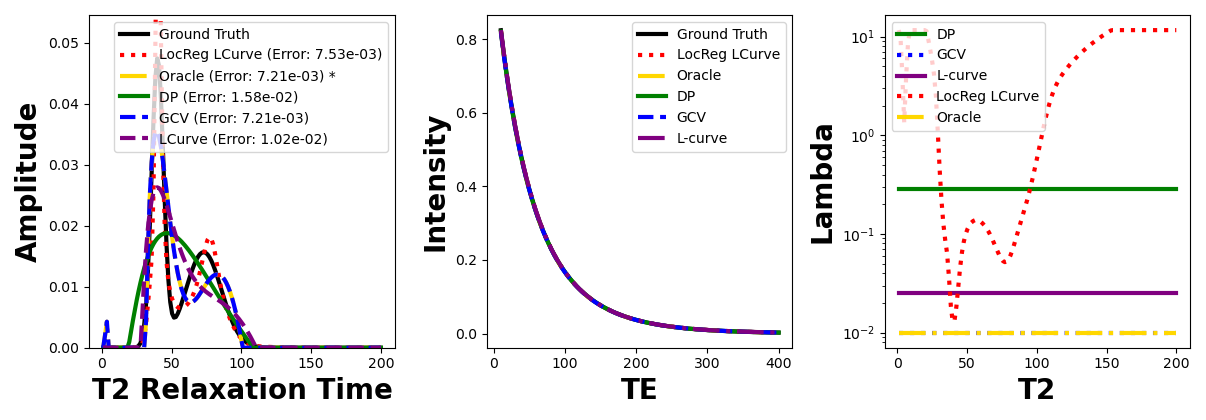 Amplitude
0.05
0.04
0.03
0.02
0.01
0.00
Ground Truth
LocReg LCurve (Error: 7.53e-03)
Oracle (Error: 7.21e-03) *
DP (Error: 1.58e-02)
GCV (Error: 7.21e-03)
LCurve (Error: 1.02e-02)
0 50 100 150 200
T2 Relaxation Time
Intensity
0.8
0.6
0.4
0.2
0.0
Ground Truth
LocReg LCurve
Oracle
DP
GCV
L-curve
0 100 200 300 400
TE
Lambda
10¹
10⁰
10⁻¹
10⁻²
DP
GCV
L-curve
LocReg LCurve
Oracle
0 50 100 150 200
T2